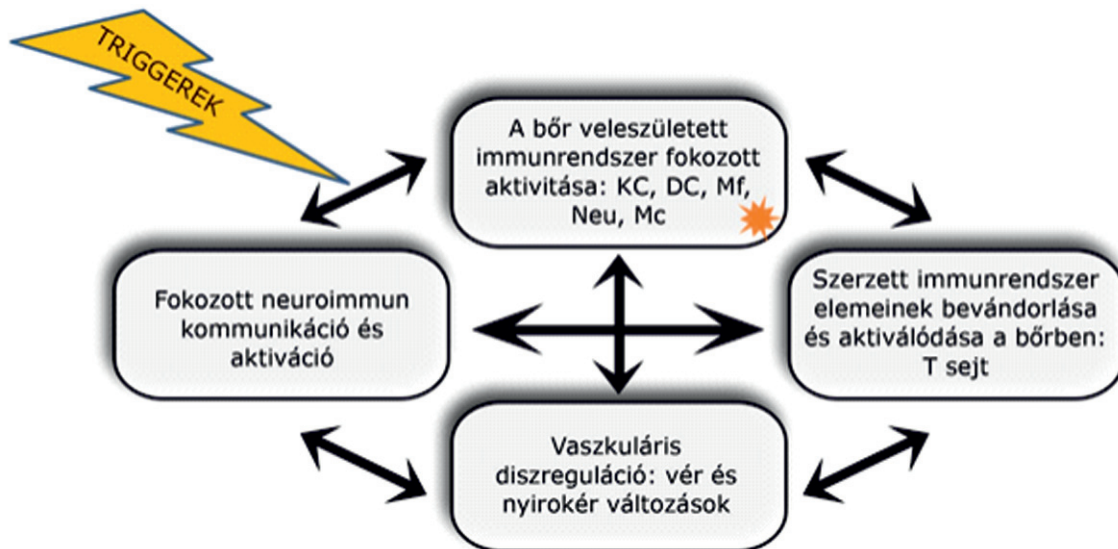 TRIGGEREK
A bőr veleszületett
immunrendszer fokozott
aktivitása: KC, DC, Mf,
Neu, Mc
Fokozott neuroimmun
kommunikáció és
aktiváció
Szerzett immunrendszer
elemeinek bevándorlása
és aktiválódása a bőrben:
T sejt
Vaszkuláris
diszreguláció: vér és
nyirokér változások